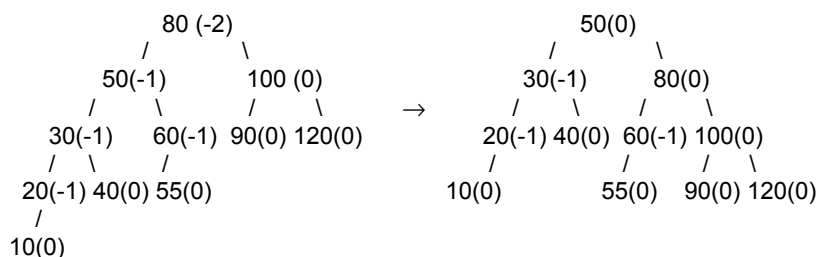 80 (-2) 50(0)
/ \ / \
50(-1) 100 (0) 30(-1) 80(0)
/ \ / \ → / \ / \
30(-1) 60(-1) 90(0) 120(0) 20(-1) 40(0) 60(-1) 100(0)
/ \ / / / / \
20(-1) 40(0) 55(0) 10(0) 55(0) 90(0) 120(0)
/
10(0)